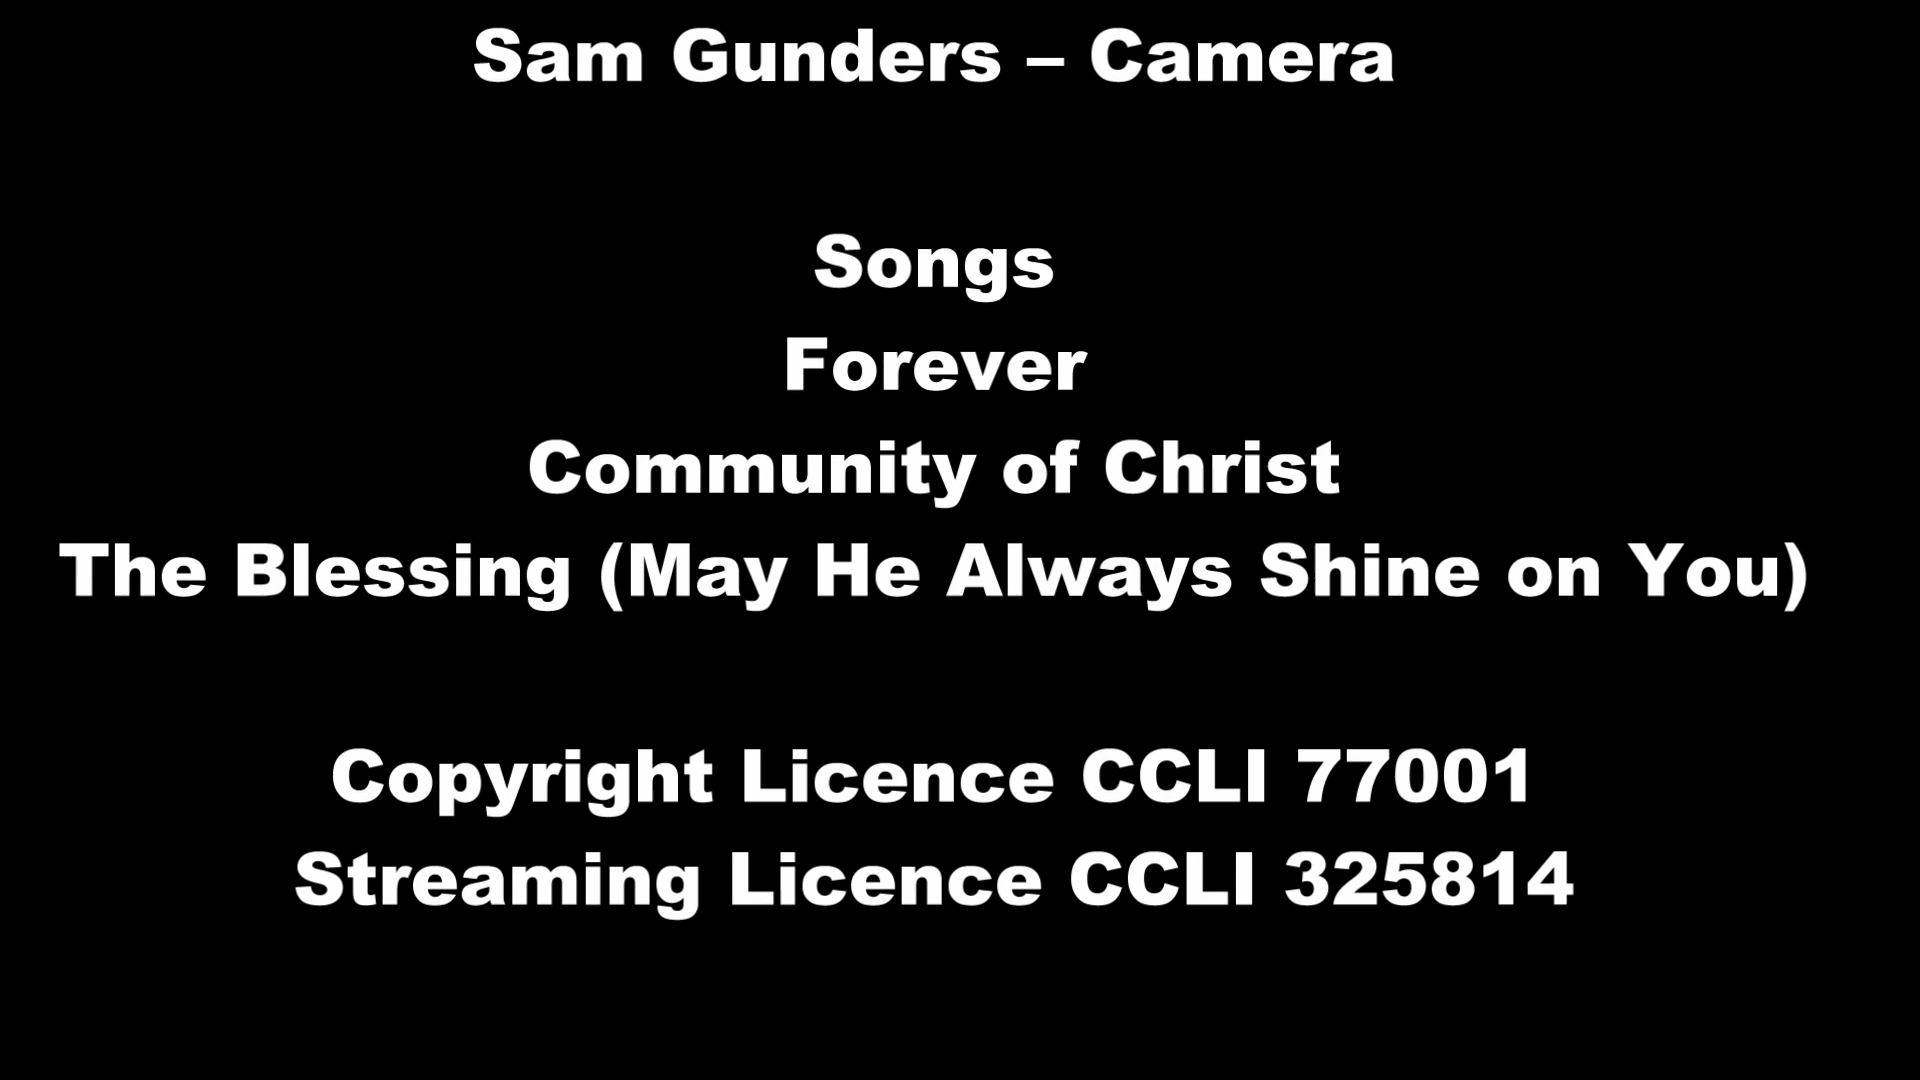 Sam Gunders – Camera
Songs
Forever
Community of Christ
The Blessing (May He Always Shine on You)
Copyright Licence CCLI 77001
Streaming Licence CCLI 325814